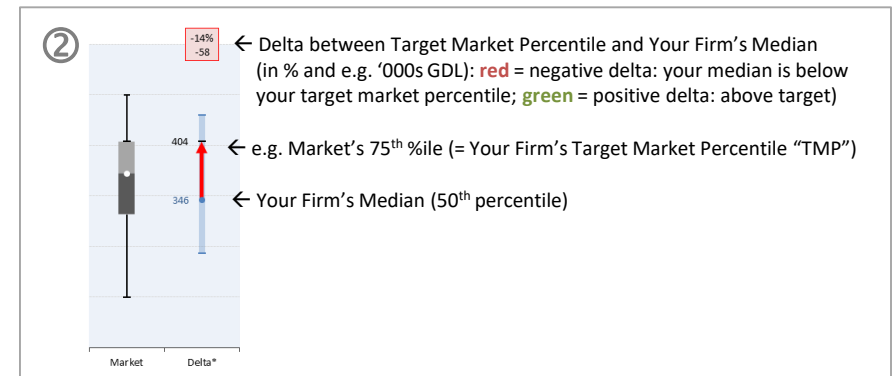 ②
-14%
-58
← Delta between Target Market Percentile and Your Firm's Median
(in % and e.g. ‘000s GDL): red = negative delta: your median is below
your target market percentile; green = positive delta: above target)
404
← e.g. Market's 75th %ile (= Your Firm's Target Market Percentile “TMP”)
346
← Your Firm's Median (50th percentile)
Market Delta*